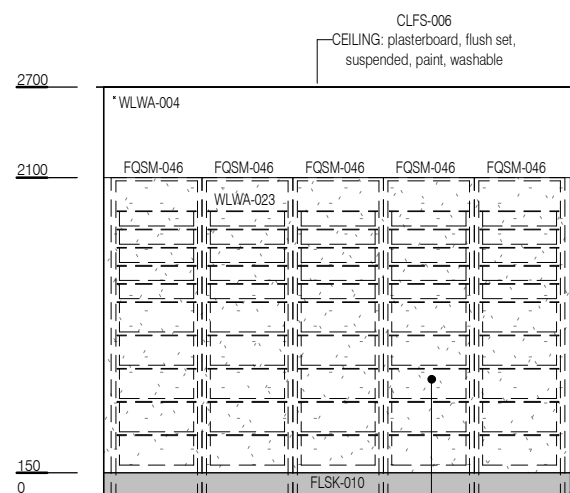 CLFS-006
CEILING: plasterboard, flush set,
suspended, paint, washable
2700
WLWA-004
2100
FQSM-046 FQSM-046 FQSM-046 FQSM-046 FQSM-046
WLWA-023
150
FLSK-010
0